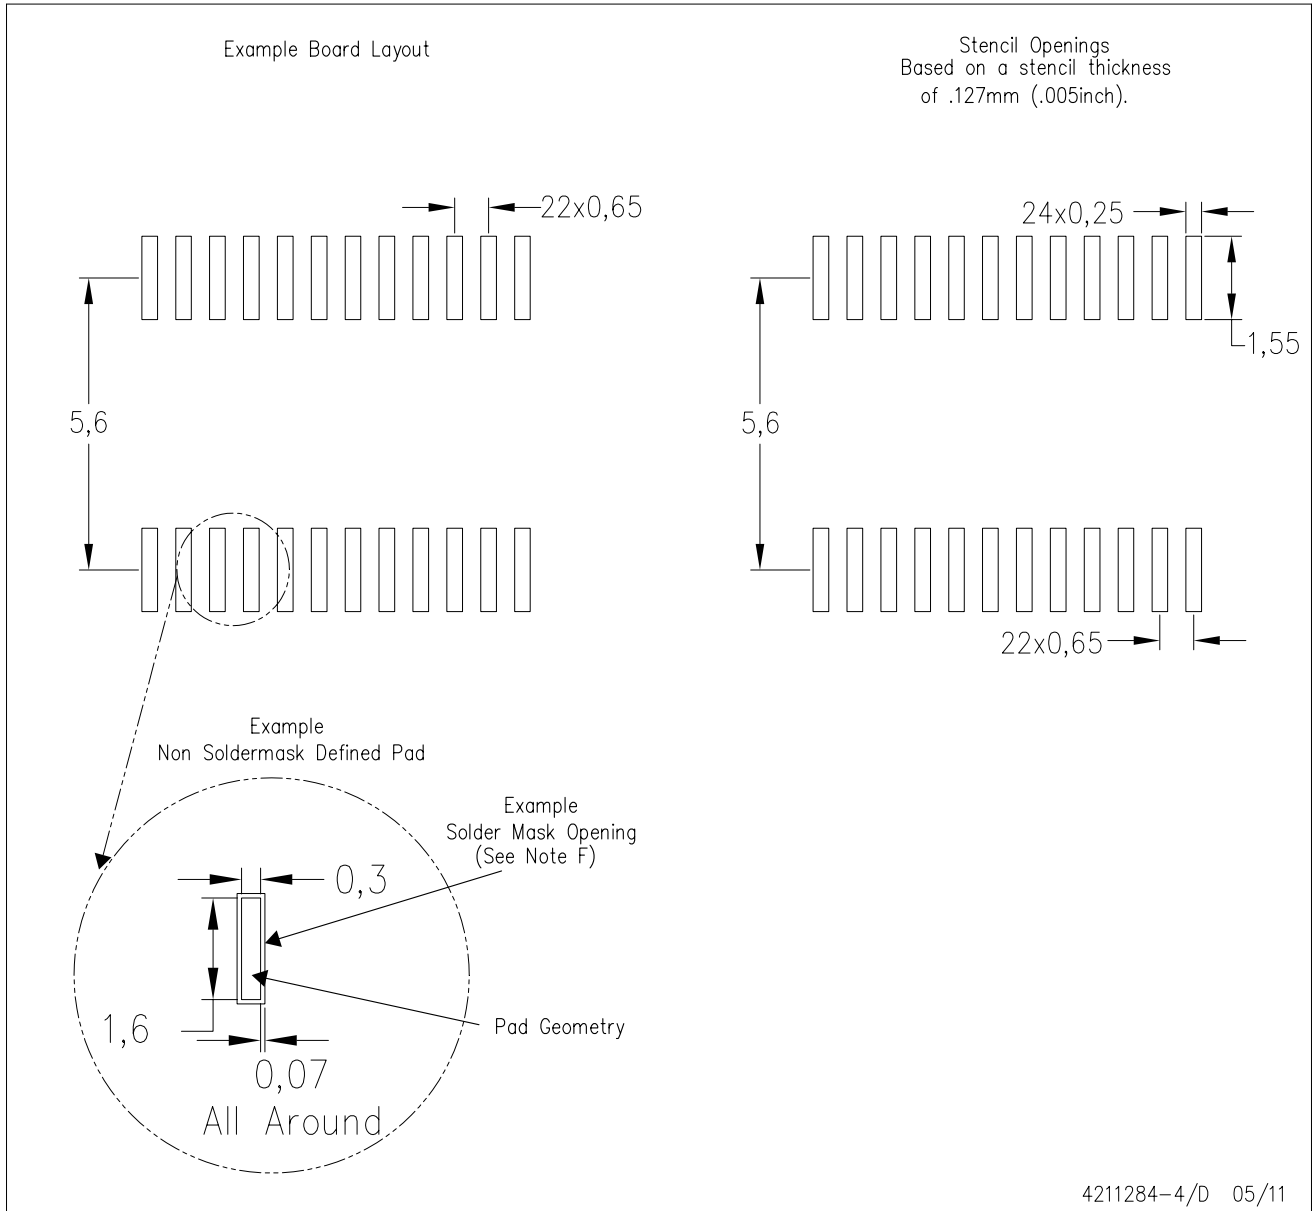 Example Board Layout
Stencil Openings
Based on a stencil thickness
of .127mm (.005inch).
22x0,65
24x0,25
1,55
5,6
5,6
22x0,65
Example
Non Soldermask Defined Pad
Example
Solder Mask Opening
(See Note F)
0,3
1,6
Pad Geometry
0,07
All Around
4211284-4/D 05/11